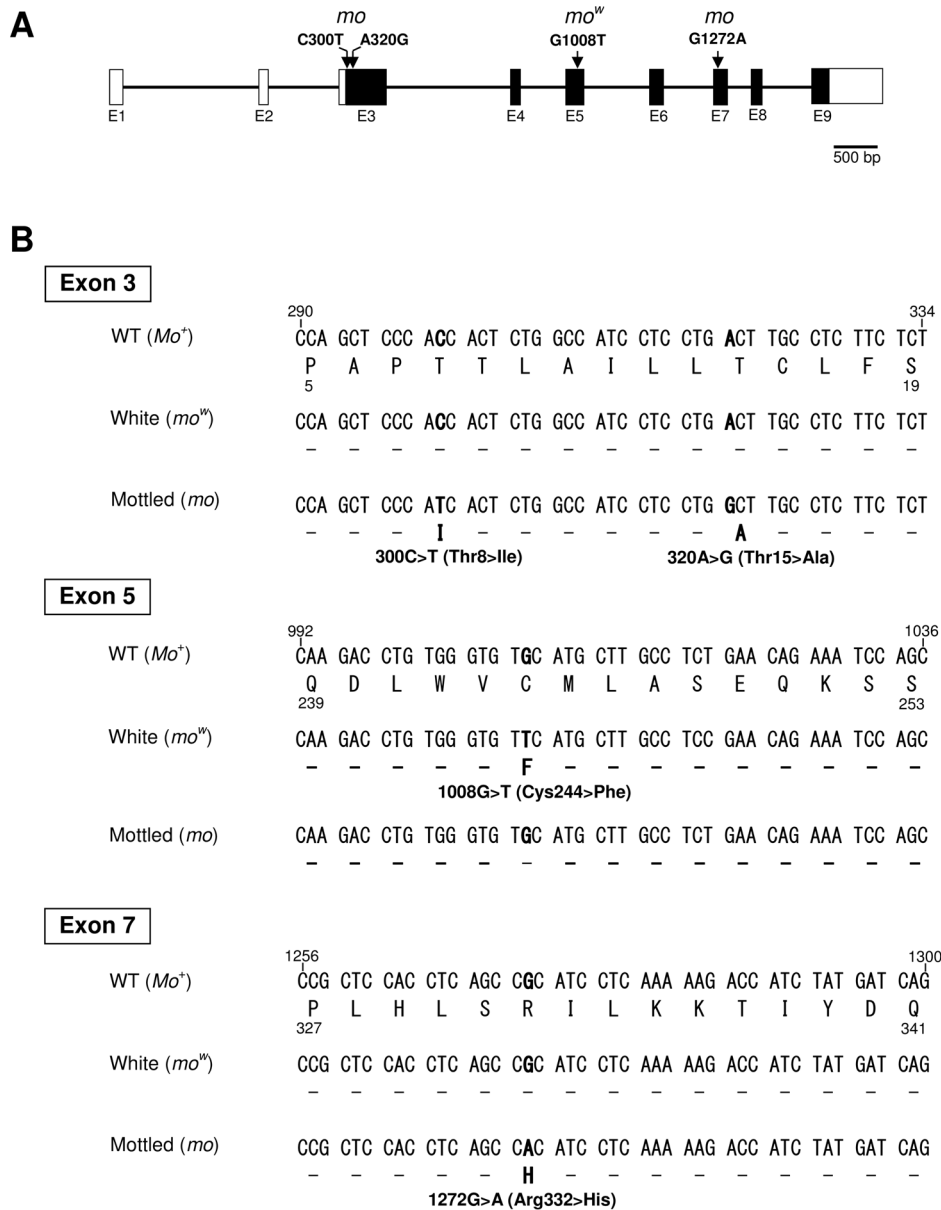 A
mo mo^w mo
C300T A320G G1008T G1272A
E1 E2 E3 E4 E5 E6 E7 E8 E9
500 bp
B
Exon 3
290 334
WT (Mo^+) CCA GCT CCC ACC ACT CTG GCC ATC CTC CTG ACT TGC CTC TTC TCT
P A P T T L A I L L T C L F S
5 19
White (mo^w) CCA GCT CCC ACC ACT CTG GCC ATC CTC CTG ACT TGC CTC TTC TCT
– – – – – – – – – – – – – – –
Mottled (mo) CCA GCT CCC ATC ACT CTG GCC ATC CTC CTG GCT TGC CTC TTC TCT
– – – I – – – – – – A – – – –
300C>T (Thr8>Ile) 320A>G (Thr15>Ala)
Exon 5
992 1036
WT (Mo^+) CAA GAC CTG TGG GTG TGC ATG CTT GCC TCT GAA CAG AAA TCC AGC
Q D L W V C M L A S E Q K S S
239 253
White (mo^w) CAA GAC CTG TGG GTG TTC ATG CTT GCC TCC GAA CAG AAA TCC AGC
– – – – – F – – – – – – – – –
1008G>T (Cys244>Phe)
Mottled (mo) CAA GAC CTG TGG GTG TGC ATG CTT GCC TCT GAA CAG AAA TCC AGC
– – – – – – – – – – – – – – –
Exon 7
1256 1300
WT (Mo^+) CCG CTC CAC CTC AGC CGC ATC CTC AAA AAG ACC ATC TAT GAT CAG
P L H L S R I L K K T I Y D Q
327 341
White (mo^w) CCG CTC CAC CTC AGC CGC ATC CTC AAA AAG ACC ATC TAT GAT CAG
– – – – – – – – – – – – – – –
Mottled (mo) CCG CTC CAC CTC AGC CAC ATC CTC AAA AAG ACC ATC TAT GAT CAG
– – – – – H – – – – – – – – –
1272G>A (Arg332>His)